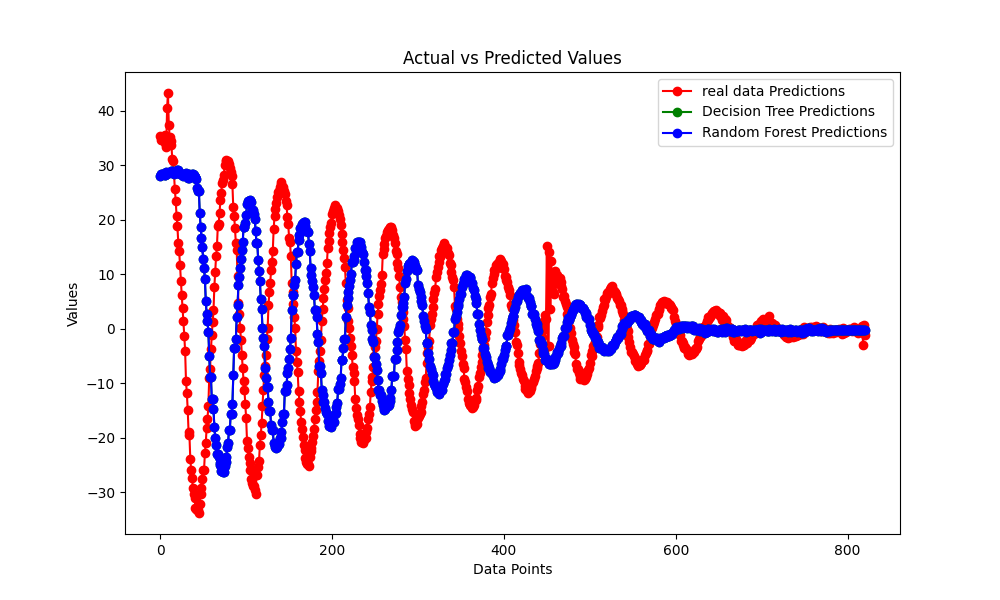 Actual vs Predicted Values
real data Predictions
Decision Tree Predictions
Random Forest Predictions
40
30
20
10
0
−10
−20
−30
Values
0 200 400 600 800
Data Points